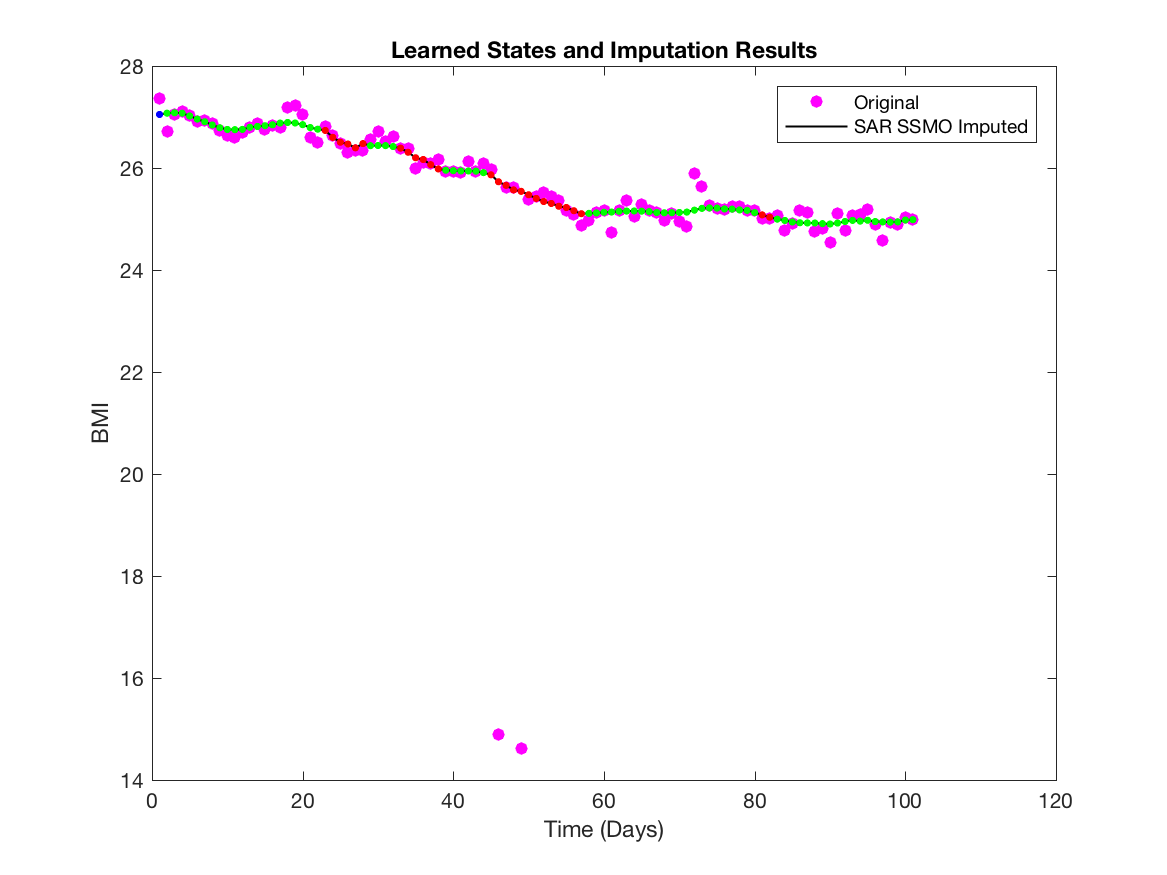 Learned States and Imputation Results
28
26
24
22
20
18
16
14
BMI
Original
SAR SSMO Imputed
0 20 40 60 80 100 120
Time (Days)